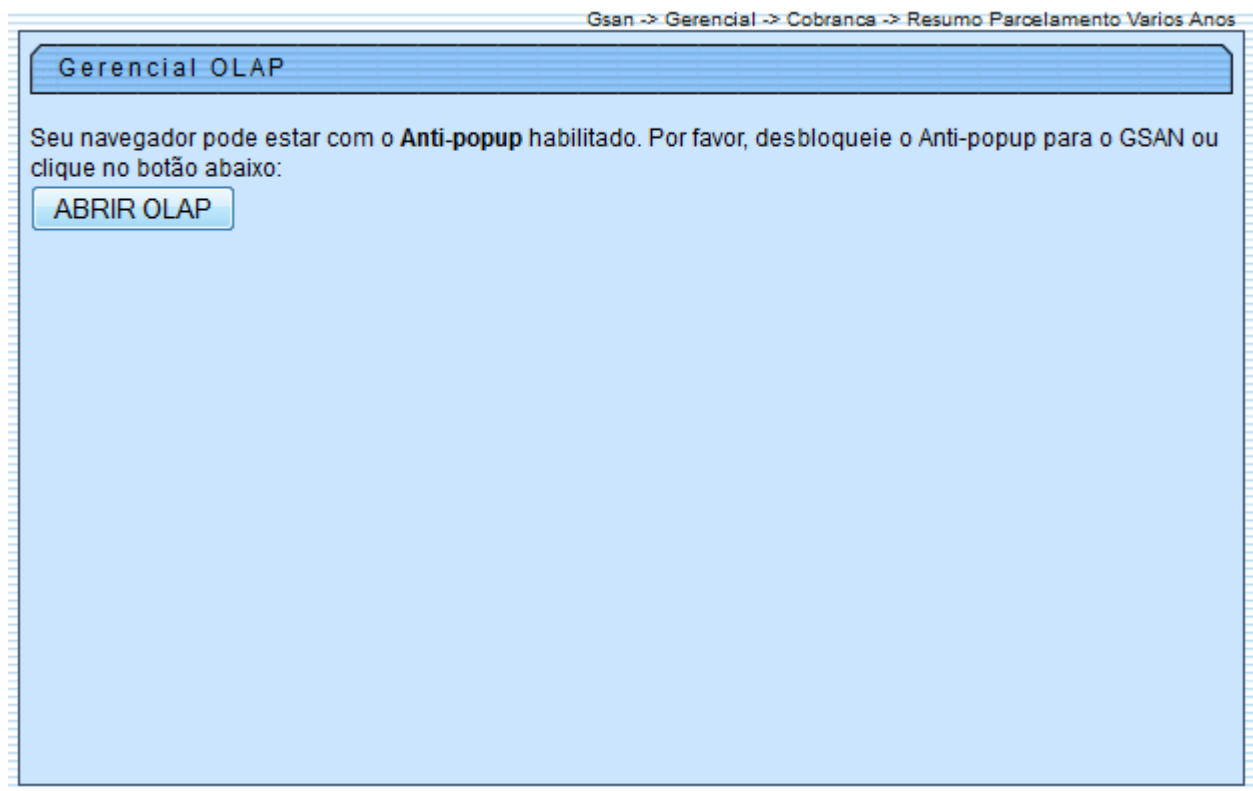 Gsan -> Gerencial -> Cobranca -> Resumo Parcelamento Varios Anos
Gerencial OLAP
Seu navegador pode estar com o Anti-popup habilitado. Por favor, desbloqueie o Anti-popup para o GSAN ou
clique no botão abaixo:
ABRIR OLAP